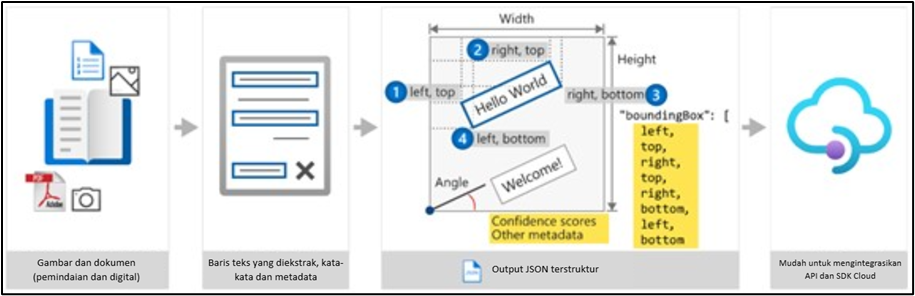 PDF
Adobe
Gambar dan dokumen
(pemindaian dan digital)
Baris teks yang diekstrak, kata-
kata dan metadata
Width
2 right, top
Height
1 left, top
Hello World
right, bottom 3
4 left, bottom
"boundingBox": [
left,
top,
right,
top,
right,
bottom,
left,
bottom
Angle
Welcome!
Confidence scores
Other metadata
JSON
Output JSON terstruktur
Mudah untuk mengintegrasikan
API dan SDK Cloud